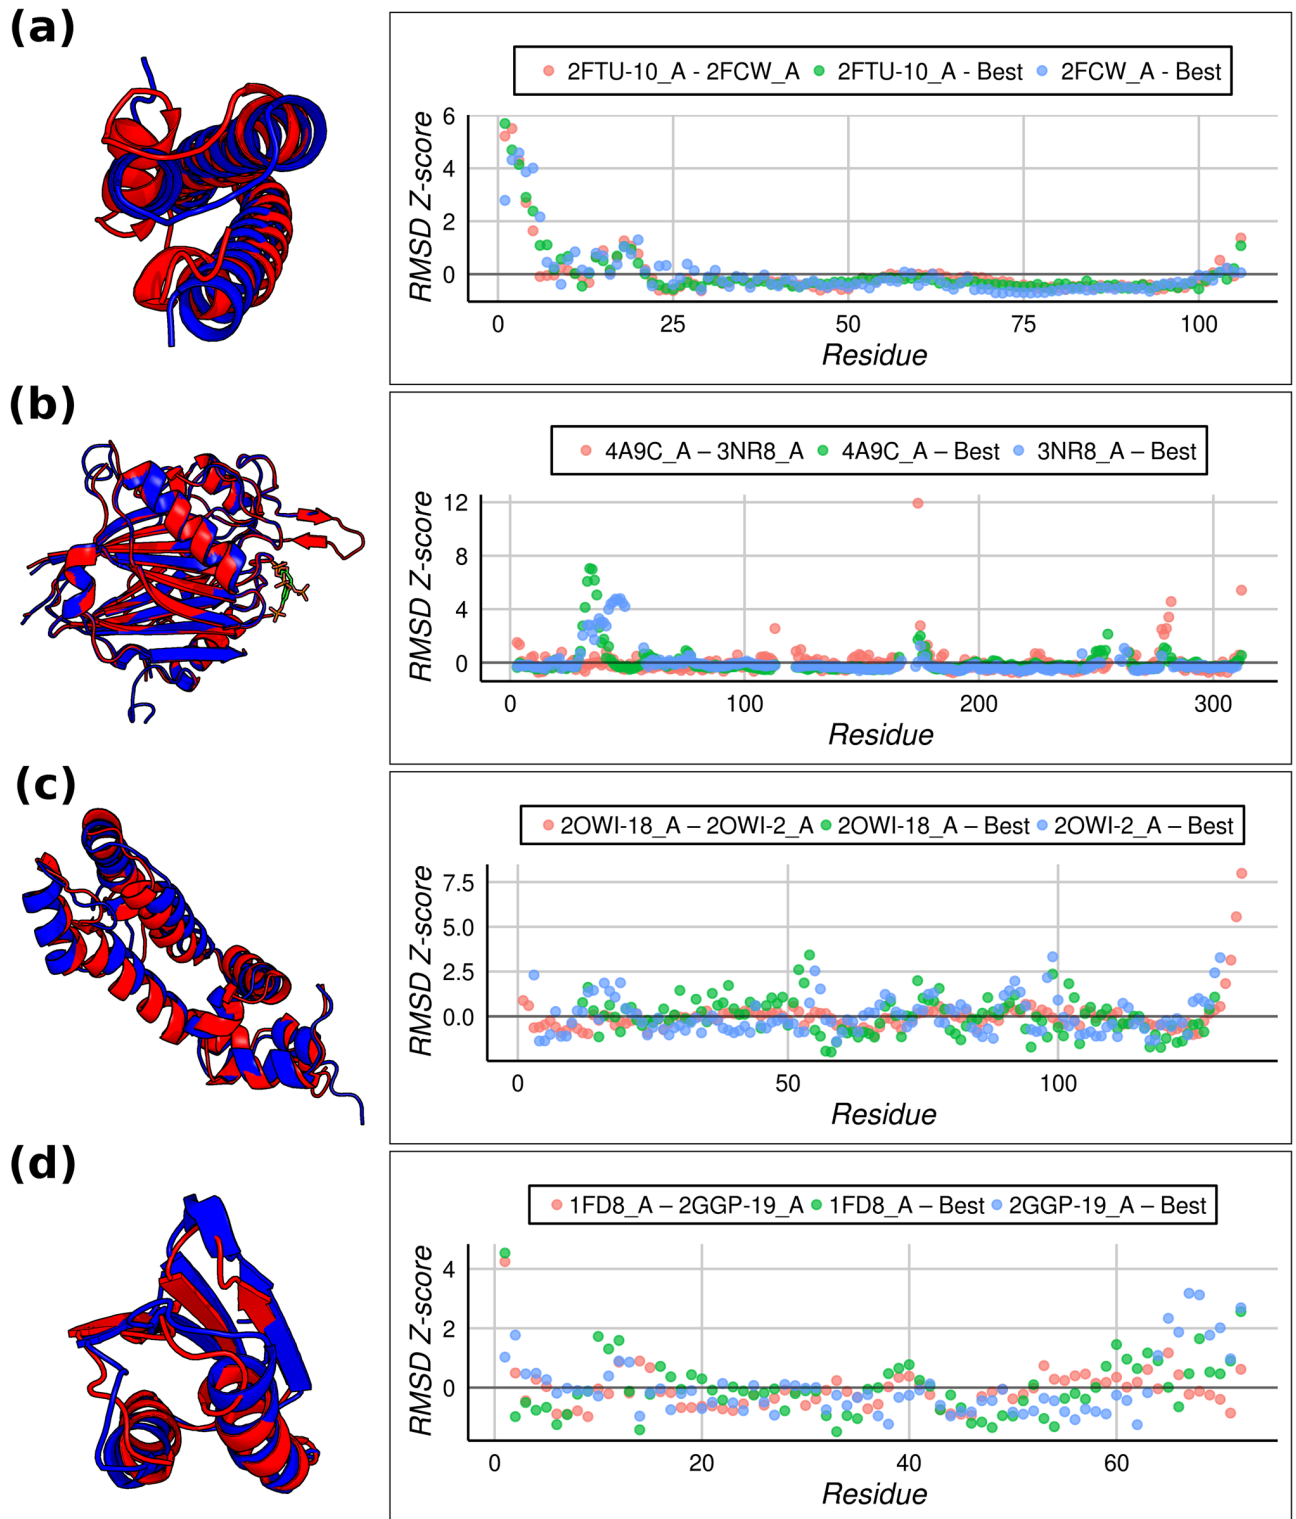 (a)
2FTU-10_A - 2FCW_A 2FTU-10_A - Best 2FCW_A - Best
RMSD Z-score
6
4
2
0
0 25 50 75 100
Residue
(b)
4A9C_A – 3NR8_A 4A9C_A – Best 3NR8_A – Best
RMSD Z-score
12
8
4
0
0 100 200 300
Residue
(c)
2OWI-18_A – 2OWI-2_A 2OWI-18_A – Best 2OWI-2_A – Best
RMSD Z-score
7.5
5.0
2.5
0.0
0 50 100
Residue
(d)
1FD8_A – 2GGP-19_A 1FD8_A – Best 2GGP-19_A – Best
RMSD Z-score
4
2
0
0 20 40 60
Residue